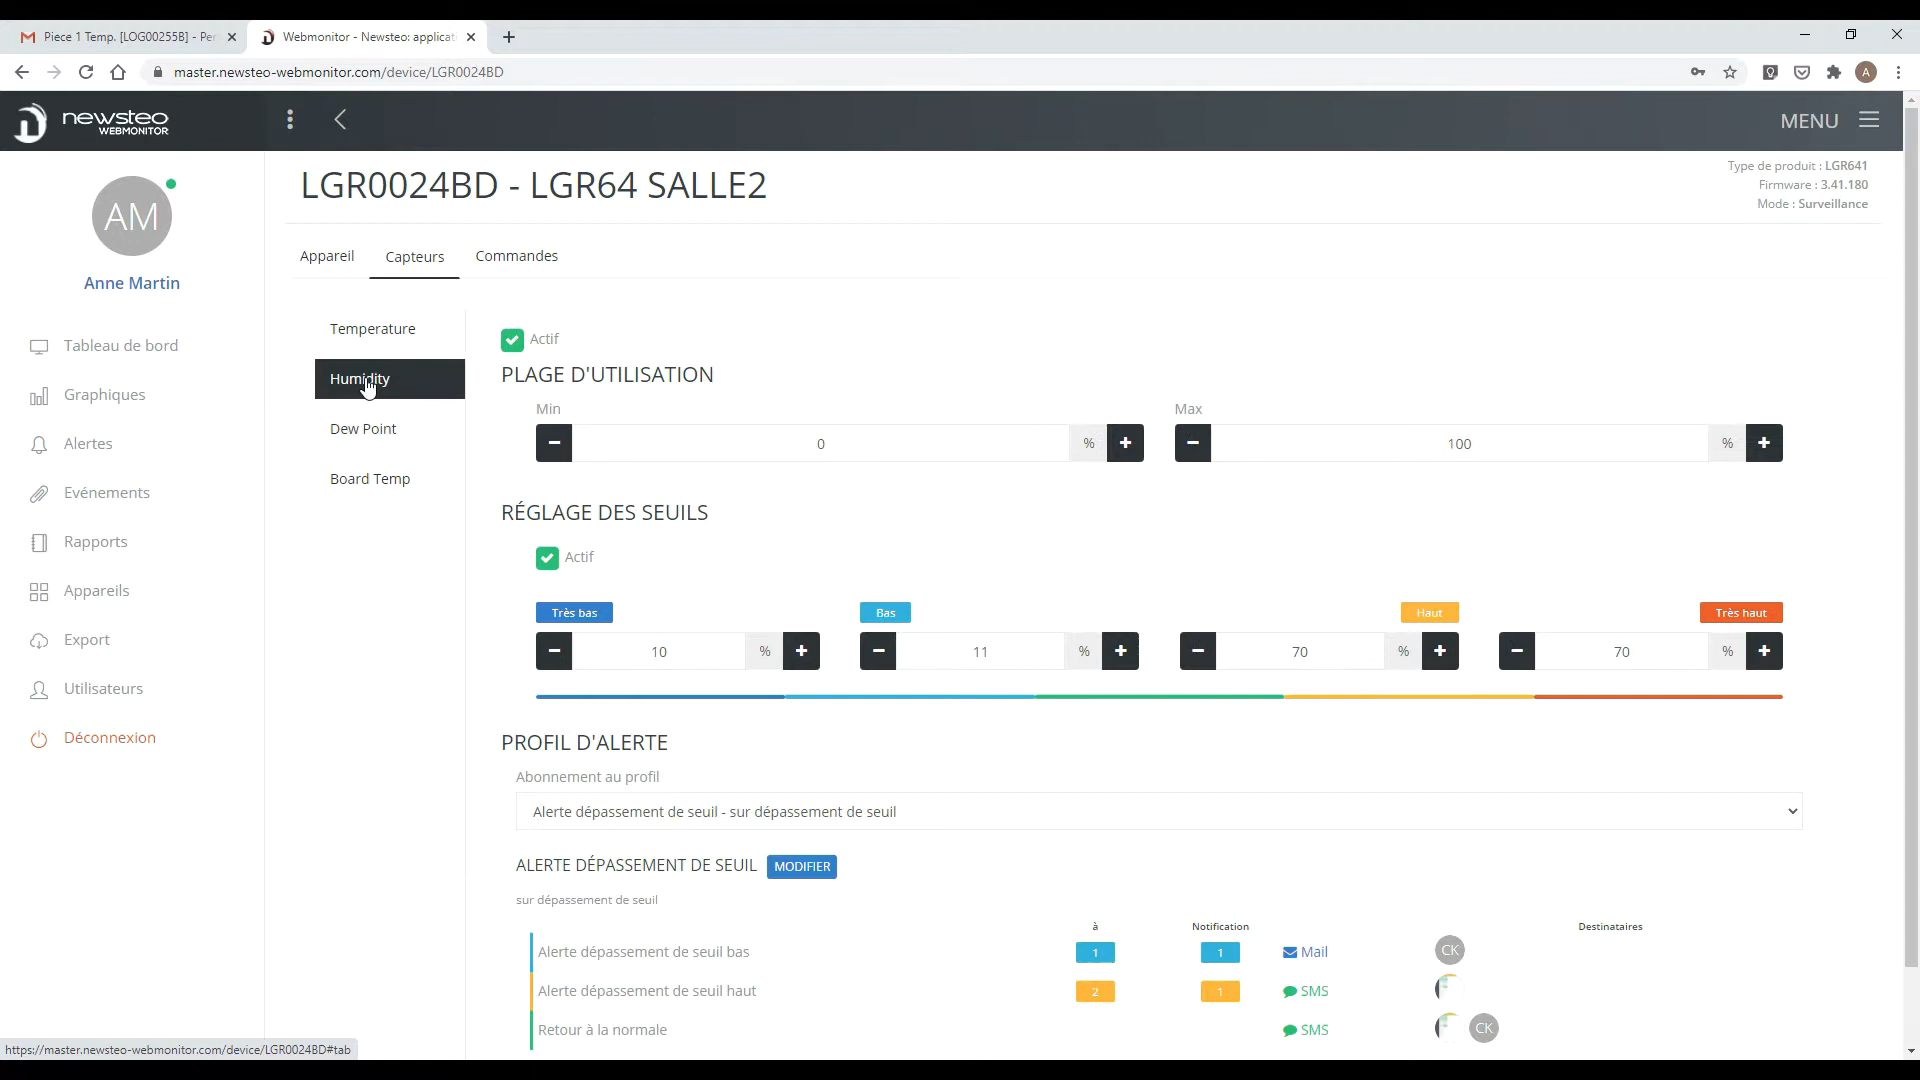 Piece 1 Temp. [LOG00255B] - Per
Webmonitor - Newsteo: applicat
master.newsteo-webmonitor.com/device/LGR0024BD
A
newsteo
WEBMONITOR
MENU
AM
Anne Martin
Tableau de bord
Graphiques
Alertes
Evénements
Rapports
Appareils
Export
Utilisateurs
Déconnexion
LGR0024BD - LGR64 SALLE2
Type de produit : LGR641
Firmware : 3.41.180
Mode : Surveillance
Appareil Capteurs Commandes
Temperature
Humidity
Dew Point
Board Temp
Actif
PLAGE D'UTILISATION
Min Max
0 % 100 %
RÉGLAGE DES SEUILS
Actif
Très bas Bas Haut Très haut
10 % 11 % 70 % 70 %
PROFIL D'ALERTE
Abonnement au profil
Alerte dépassement de seuil - sur dépassement de seuil
ALERTE DÉPASSEMENT DE SEUIL MODIFIER
sur dépassement de seuil
à Notification Destinataires
Alerte dépassement de seuil bas 1 1 Mail CK
Alerte dépassement de seuil haut 2 1 SMS
Retour à la normale SMS CK
https://master.newsteo-webmonitor.com/device/LGR0024BD#tab